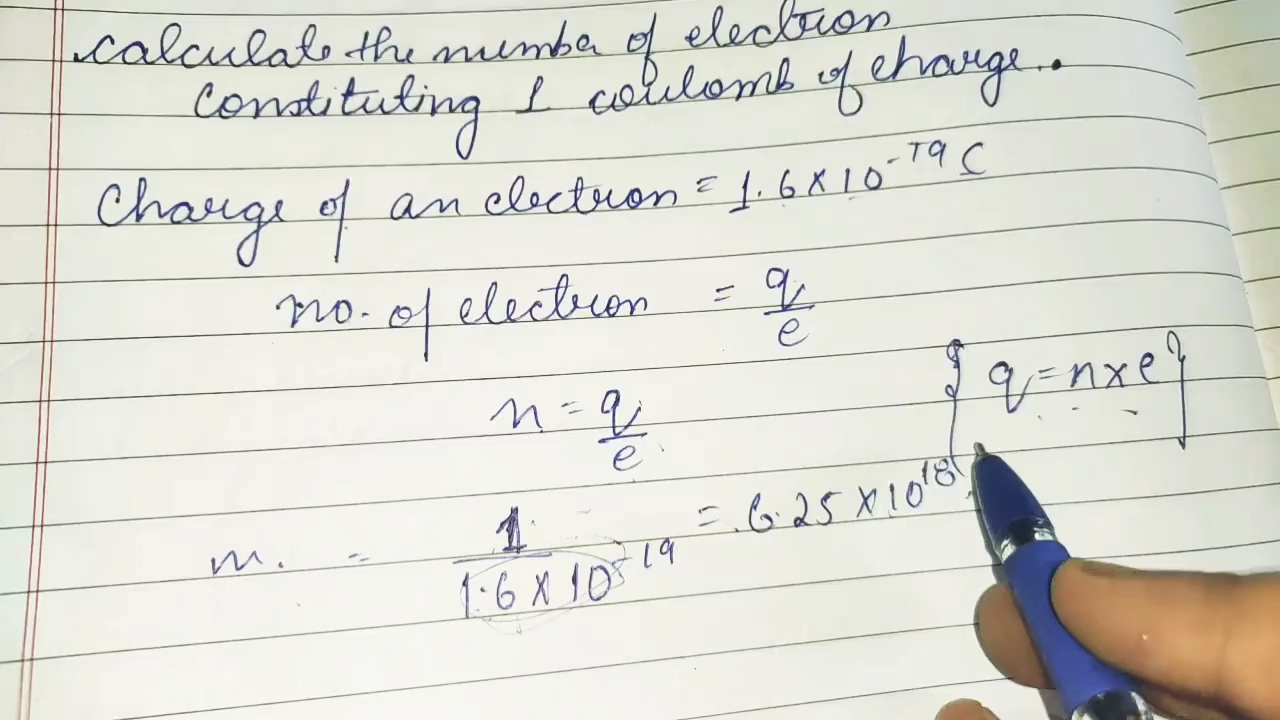 calculate the number of electron
constituting 1 coulomb of charge.
Charge of an electron = 1.6 × 10⁻¹⁹ C
no. of electron = q/e
n = q/e
{ q = n × e }
n. = 1/(1.6 × 10⁻¹⁹) = 6.25 × 10¹⁸